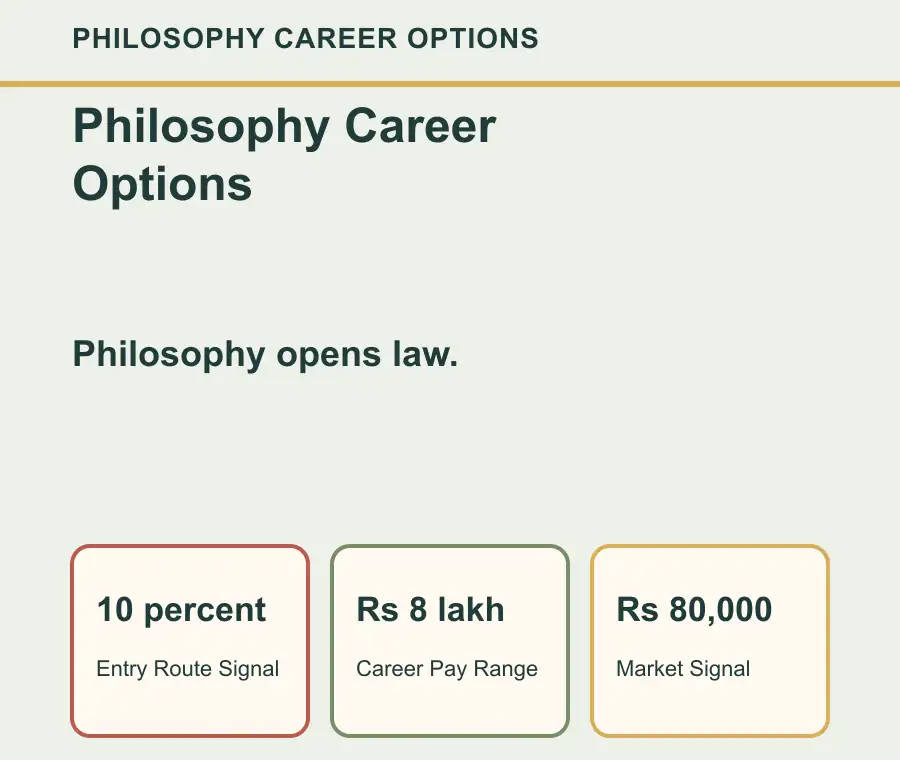 PHILOSOPHY CAREER OPTIONS
Philosophy Career
Options
Philosophy opens law.
10 percent
Entry Route Signal
Rs 8 lakh
Career Pay Range
Rs 80,000
Market Signal